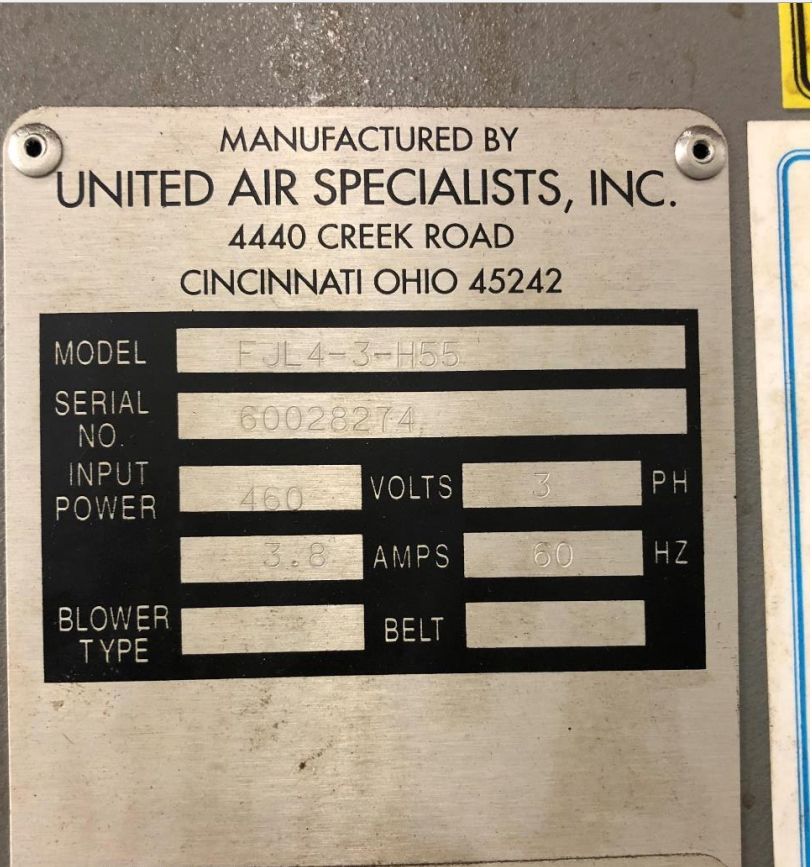 MANUFACTURED BY
UNITED AIR SPECIALISTS, INC.
4440 CREEK ROAD
CINCINNATI OHIO 45242
MODEL FJL4-3-H55
SERIAL NO. 60028274
INPUT POWER 460 VOLTS 3 PH
3.8 AMPS 60 HZ
BLOWER TYPE BELT